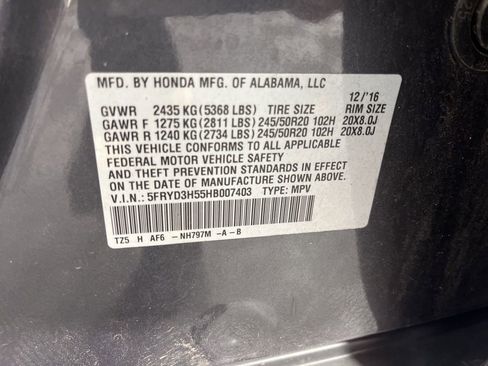 MFD. BY HONDA MFG. OF ALABAMA, LLC
12/'16
GVWR 2435 KG(5368 LBS) TIRE SIZE RIM SIZE
GAWR F 1275 KG(2811 LBS)245/50R20 102H 20X8.0J
GAWR R 1240 KG(2734 LBS)245/50R20 102H 20X8.0J
THIS VEHICLE CONFORMS TO ALL APPLICABLE
FEDERAL MOTOR VEHICLE SAFETY
AND THEFT PREVENTION STANDARDS IN EFFECT ON
THE DATE OF MANUFACTURE SHOWN ABOVE.
V.I.N.: 5FRYD3H55HB007403 TYPE: MPV
TZ5 H AF6 -NH797M -A-B